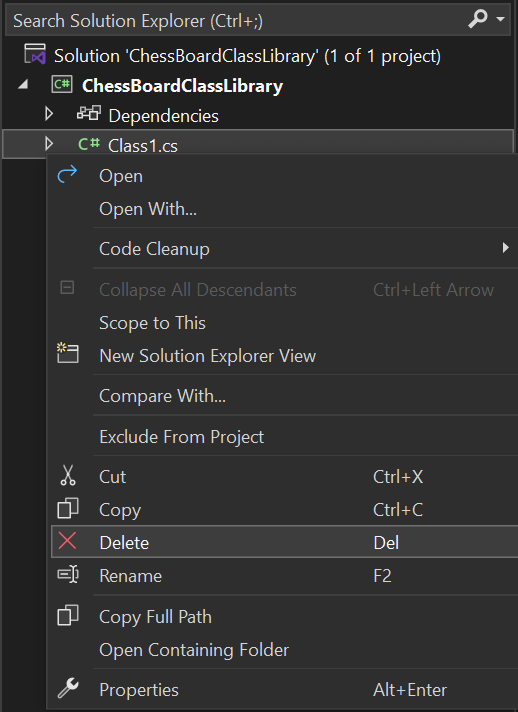 Search Solution Explorer (Ctrl+;)
Solution 'ChessBoardClassLibrary' (1 of 1 project)
C# ChessBoardClassLibrary
Dependencies
C# Class1.cs
Open
Open With...
Code Cleanup
Collapse All Descendants Ctrl+Left Arrow
Scope to This
New Solution Explorer View
Compare With...
Exclude From Project
Cut Ctrl+X
Copy Ctrl+C
Delete Del
Rename F2
Copy Full Path
Open Containing Folder
Properties Alt+Enter